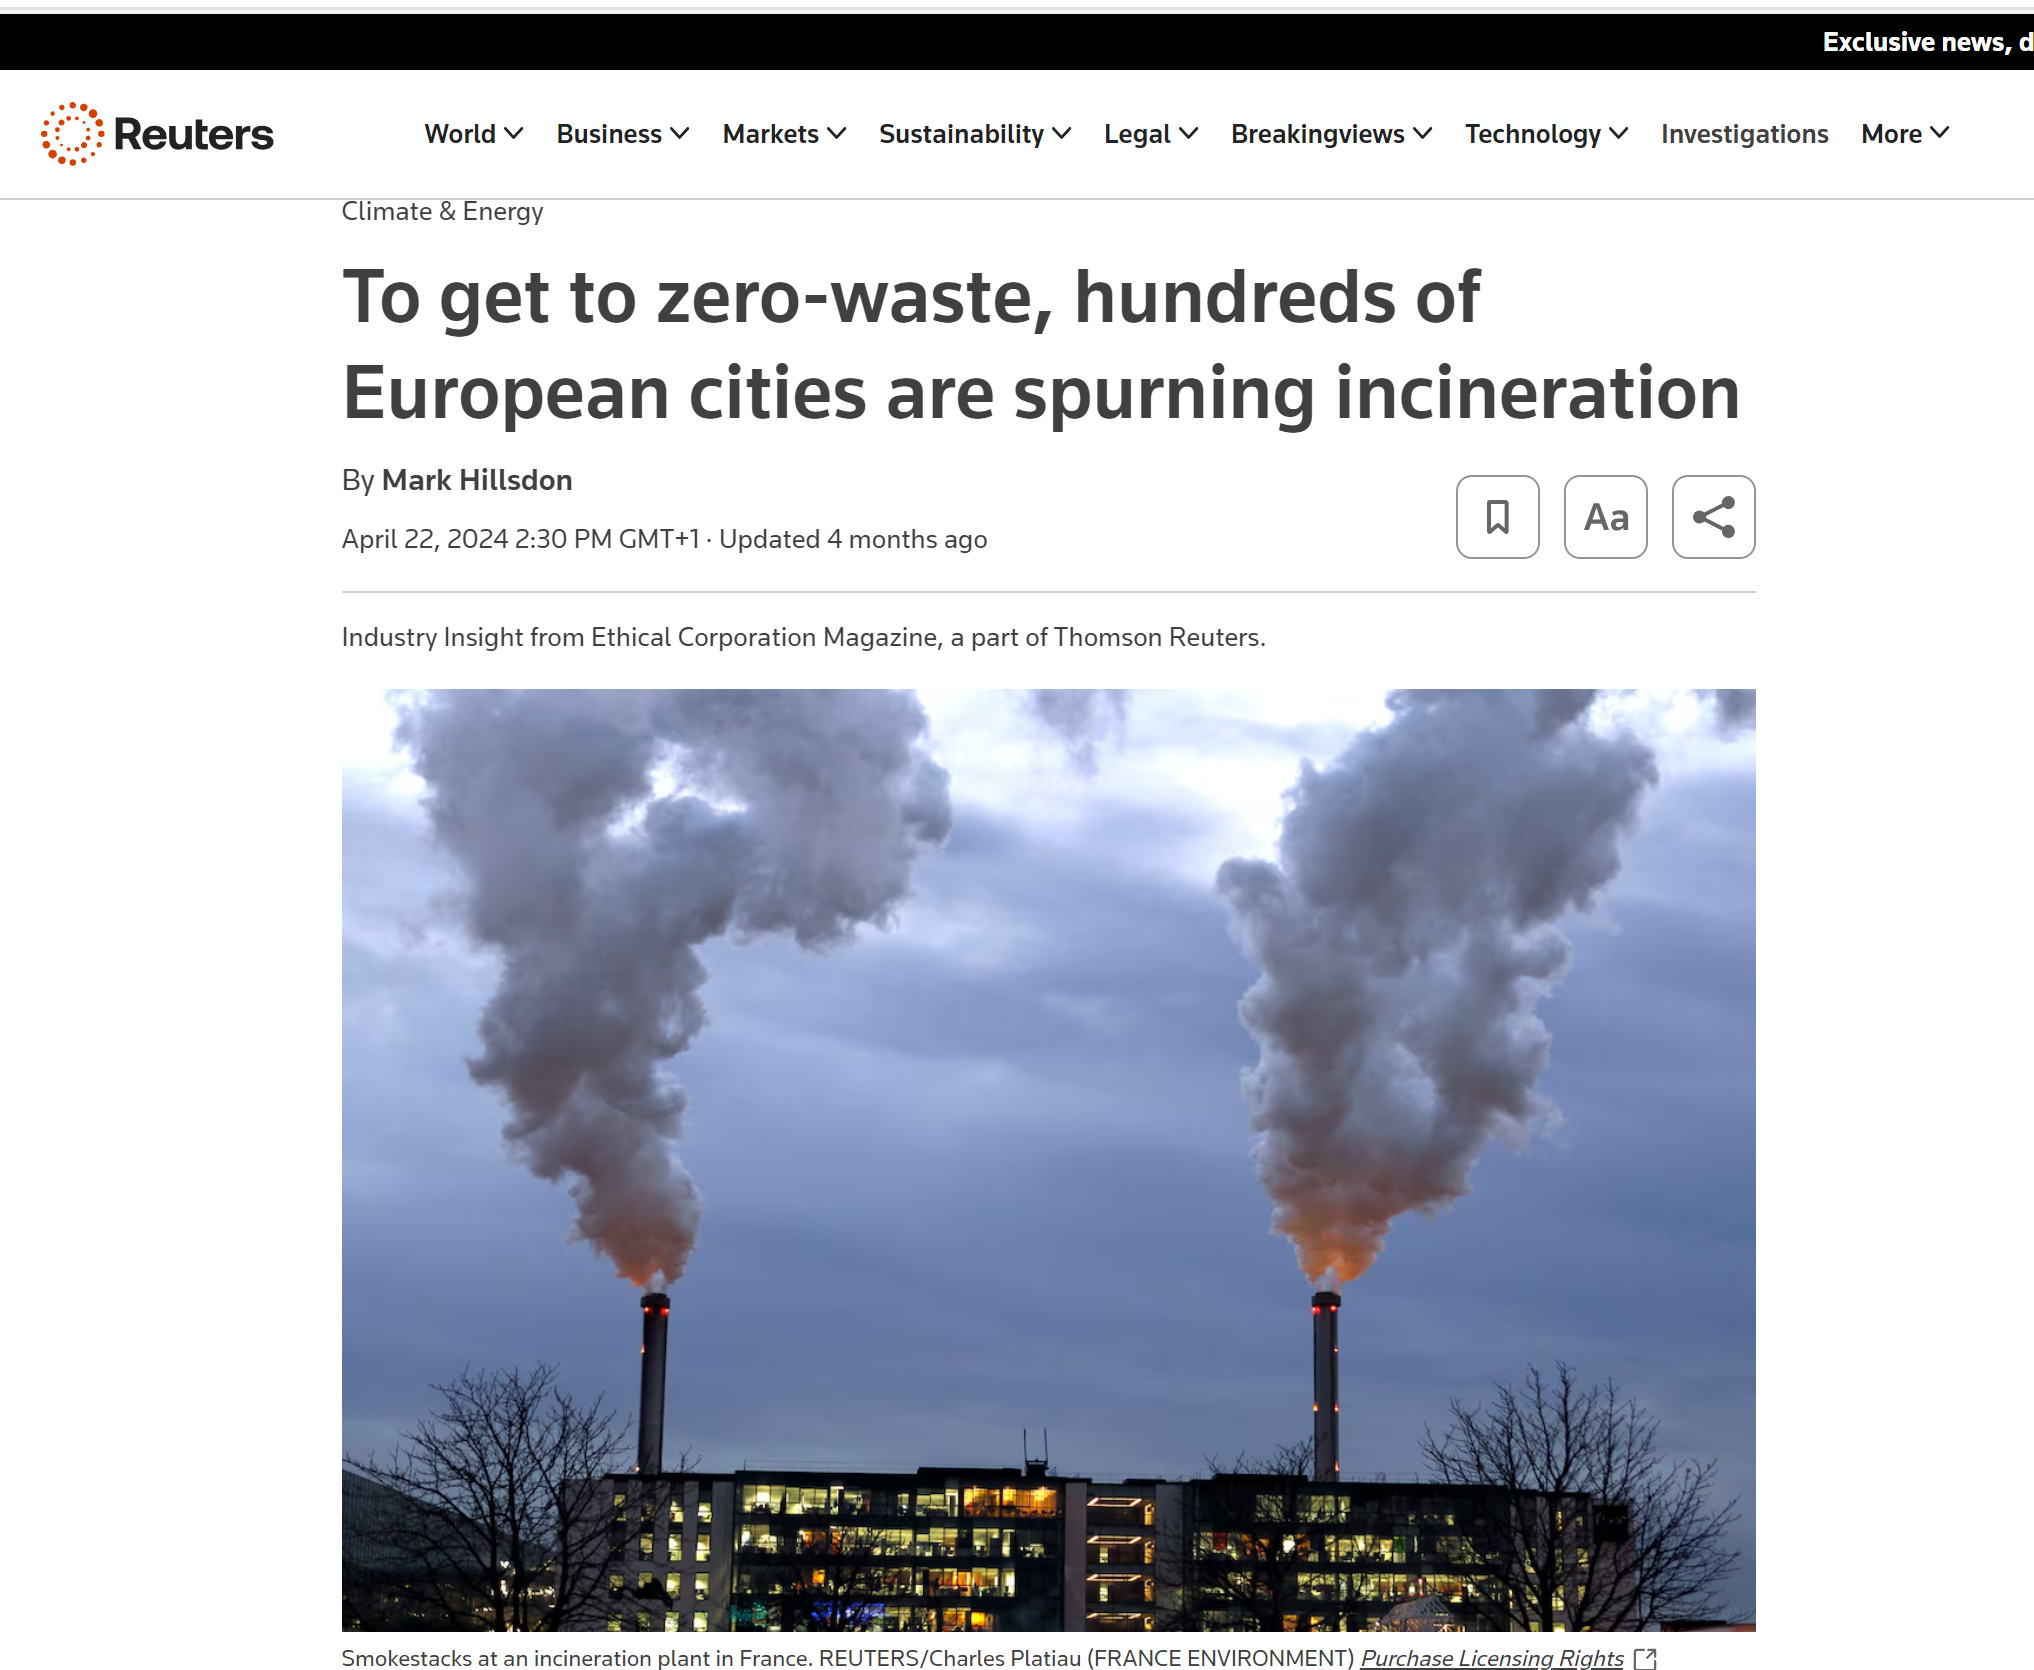 Exclusive news, d
Reuters
World Business Markets Sustainability Legal Breakingviews Technology Investigations More
Climate & Energy
To get to zero-waste, hundreds of
European cities are spurning incineration
By Mark Hillsdon
Aa
April 22, 2024 2:30 PM GMT+1 · Updated 4 months ago
Industry Insight from Ethical Corporation Magazine, a part of Thomson Reuters.
Smokestacks at an incineration plant in France. REUTERS/Charles Platiau (FRANCE ENVIRONMENT) Purchase Licensing Rights